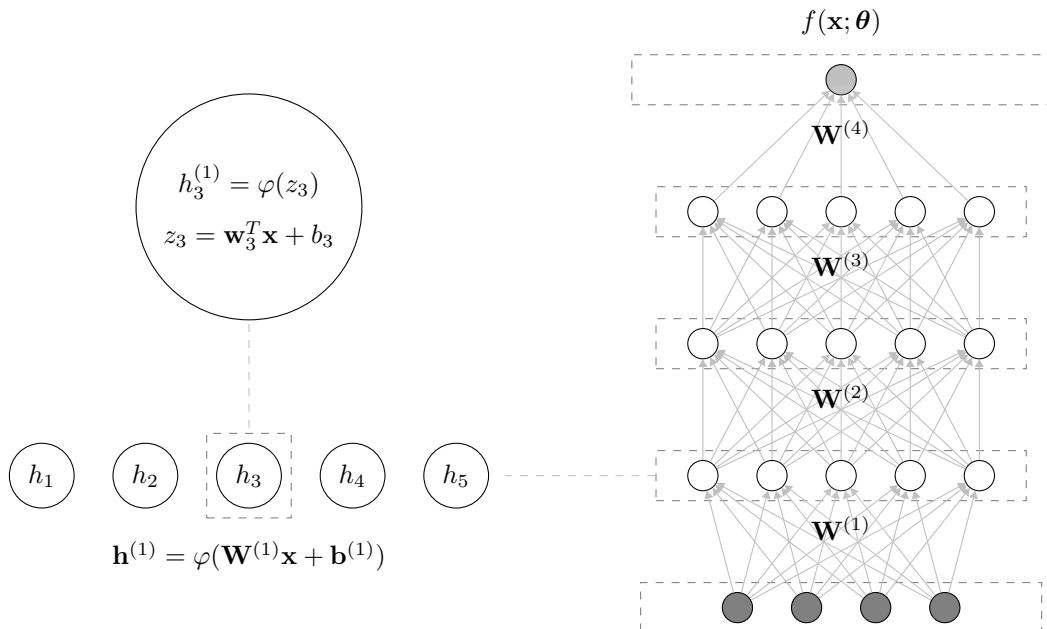 f(x; θ)
W^(4)
h_3^(1) = φ(z_3)
z_3 = w_3^T x + b_3
W^(3)
W^(2)
h_1 h_2 h_3 h_4 h_5
W^(1)
h^(1) = φ(W^(1)x + b^(1))